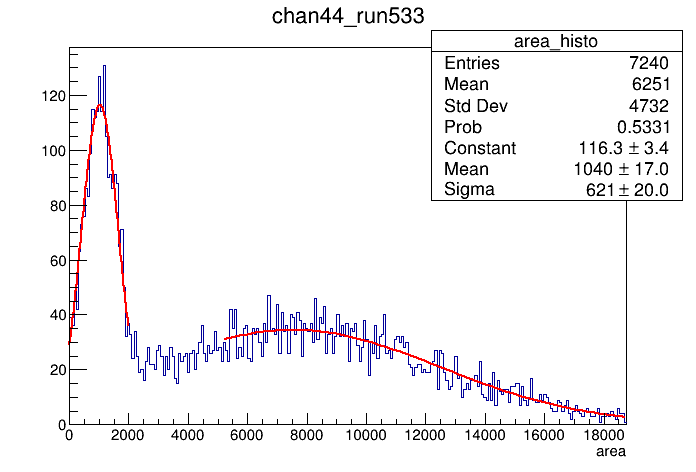 chan44_run533
area_histo
Entries 7240
Mean 6251
Std Dev 4732
Prob 0.5331
Constant 116.3 ± 3.4
Mean 1040 ± 17.0
Sigma 621 ± 20.0
120
100
80
60
40
20
0
0 2000 4000 6000 8000 10000 12000 14000 16000 18000
area